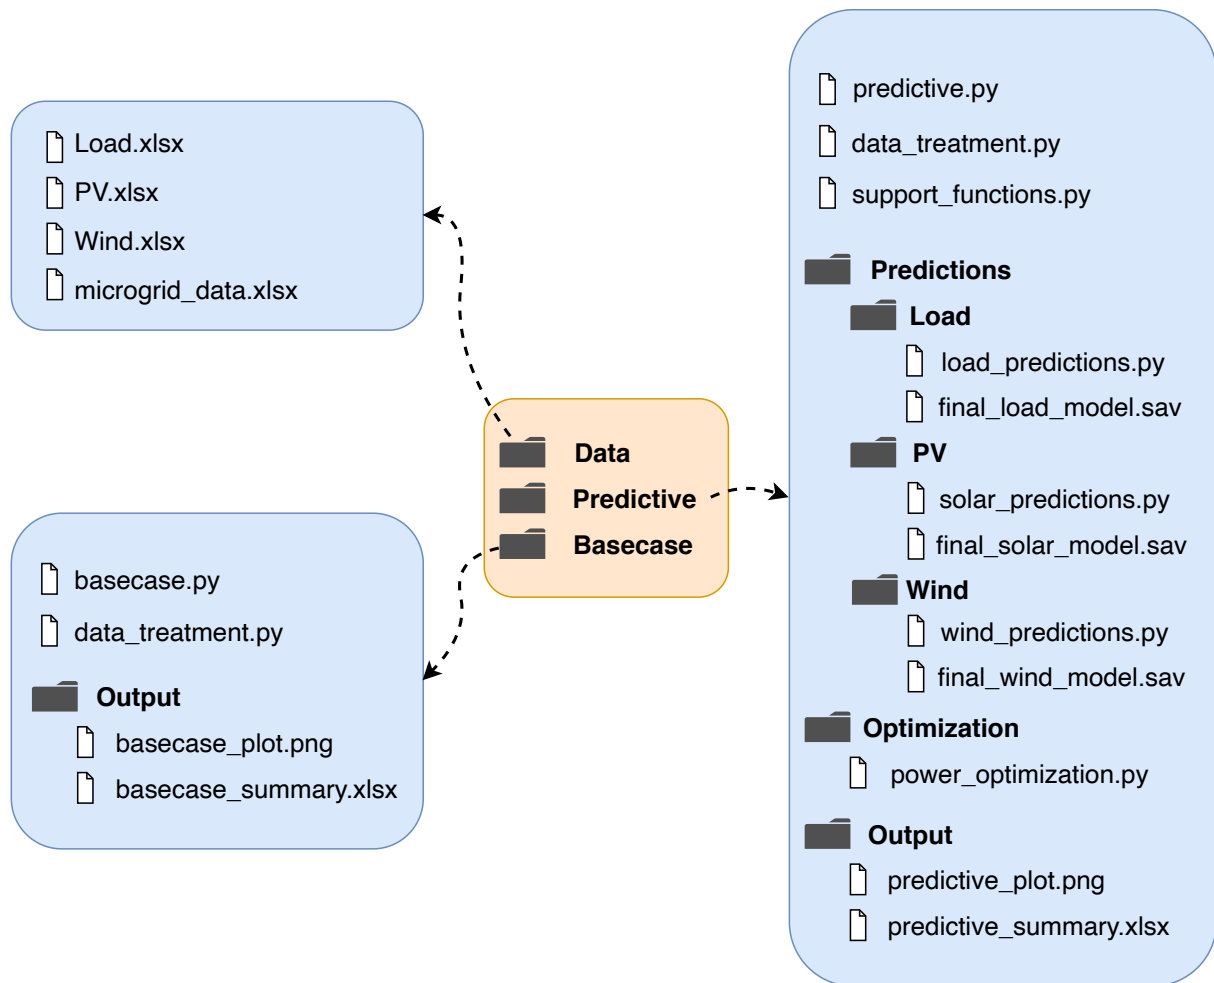 Load.xlsx
PV.xlsx
Wind.xlsx
microgrid_data.xlsx
Data
Predictive
Basecase
basecase.py
data_treatment.py
Output
basecase_plot.png
basecase_summary.xlsx
predictive.py
data_treatment.py
support_functions.py
Predictions
Load
load_predictions.py
final_load_model.sav
PV
solar_predictions.py
final_solar_model.sav
Wind
wind_predictions.py
final_wind_model.sav
Optimization
power_optimization.py
Output
predictive_plot.png
predictive_summary.xlsx